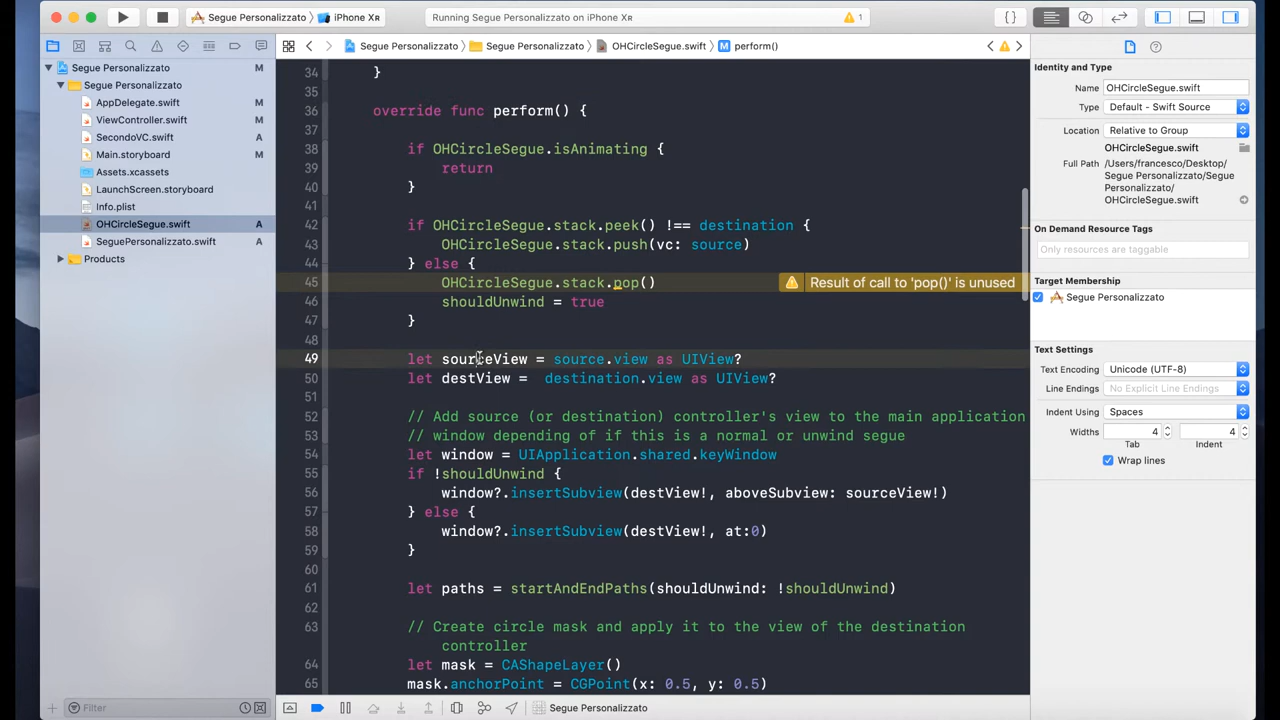 Segue Personalizzato
iPhone XR
Running Segue Personalizzato on iPhone XR
1
Segue Personalizzato
Segue Personalizzato
OHCircleSegue.swift
M
perform()
Segue Personalizzato
M
Segue Personalizzato
AppDelegate.swift
M
ViewController.swift
M
SecondoVC.swift
A
Main.storyboard
M
Assets.xcassets
LaunchScreen.storyboard
Info.plist
OHCircleSegue.swift
A
SeguePersonalizzato.swift
A
Products
Filter
34 }
35
36 override func perform() {
37
38 if OHCircleSegue.isAnimating {
39 return
40 }
41
42 if OHCircleSegue.stack.peek() !== destination {
43 OHCircleSegue.stack.push(vc: source)
44 } else {
45 OHCircleSegue.stack.pop()
Result of call to 'pop()' is unused
46 shouldUnwind = true
47 }
48
49 let sourceView = source.view as UIView?
50 let destView =  destination.view as UIView?
51
52 // Add source (or destination) controller's view to the main application
53 // window depending of if this is a normal or unwind segue
54 let window = UIApplication.shared.keyWindow
55 if !shouldUnwind {
56 window?.insertSubview(destView!, aboveSubview: sourceView!)
57 } else {
58 window?.insertSubview(destView!, at:0)
59 }
60
61 let paths = startAndEndPaths(shouldUnwind: !shouldUnwind)
62
63 // Create circle mask and apply it to the view of the destination
controller
64 let mask = CAShapeLayer()
65 mask.anchorPoint = CGPoint(x: 0.5, y: 0.5)
Segue Personalizzato
Identity and Type
Name OHCircleSegue.swift
Type Default - Swift Source
Location Relative to Group
OHCircleSegue.swift
Full Path /Users/francesco/Desktop/
Segue Personalizzato/Segue
Personalizzato/
OHCircleSegue.swift
On Demand Resource Tags
Only resources are taggable
Target Membership
Segue Personalizzato
Text Settings
Text Encoding Unicode (UTF-8)
Line Endings No Explicit Line Endings
Indent Using Spaces
Widths 4 4
Tab Indent
Wrap lines